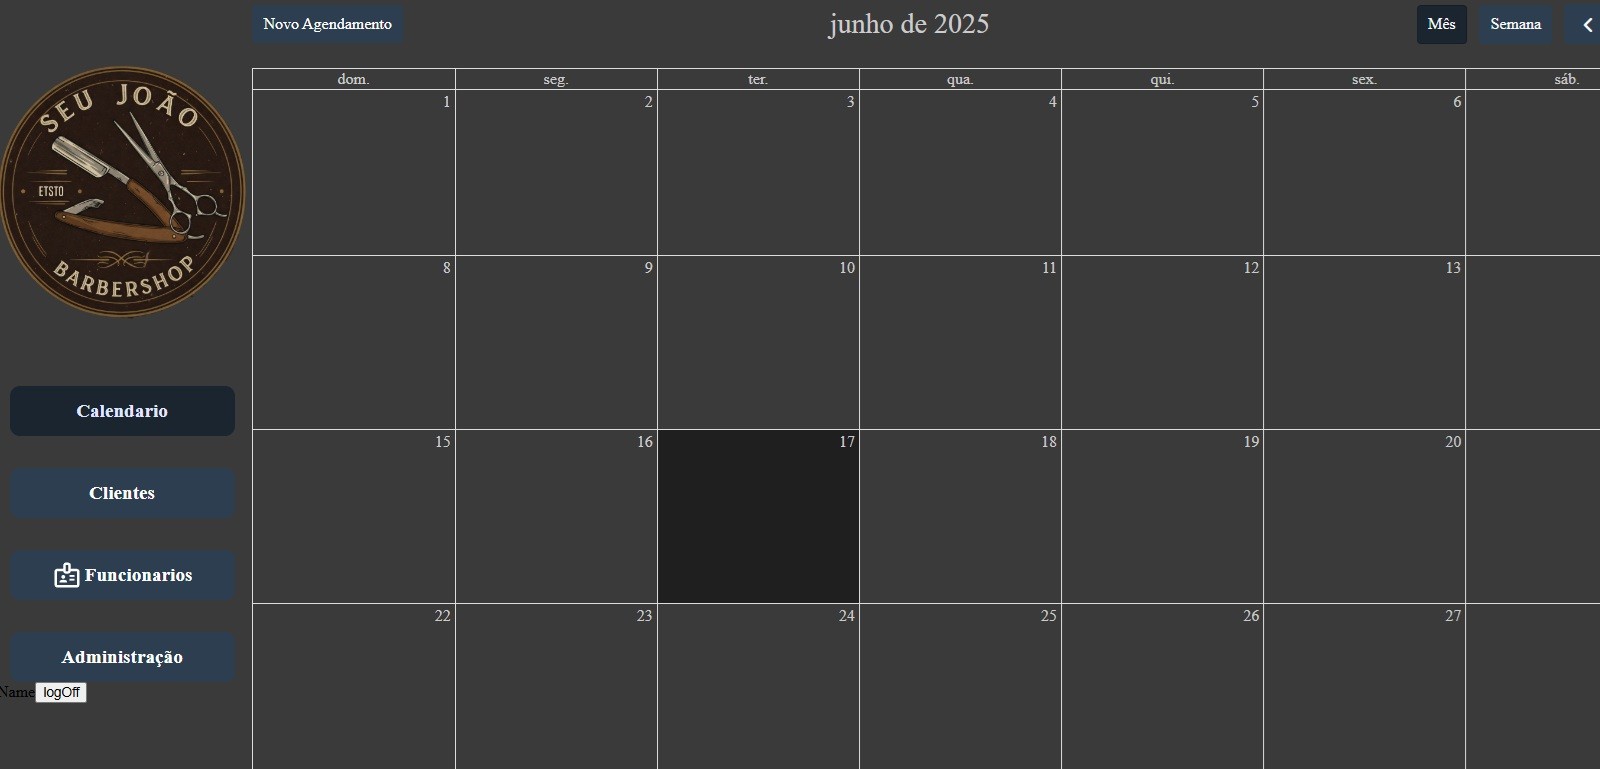 Novo Agendamento
junho de 2025
Mês
Semana
SEU JOÃO
ETSTO
BARBERSHOP
Calendario
Clientes
Funcionarios
Administração
Name
logOff
dom. seg. ter. qua. qui. sex. sáb.
1 2 3 4 5 6
8 9 10 11 12 13
15 16 17 18 19 20
22 23 24 25 26 27